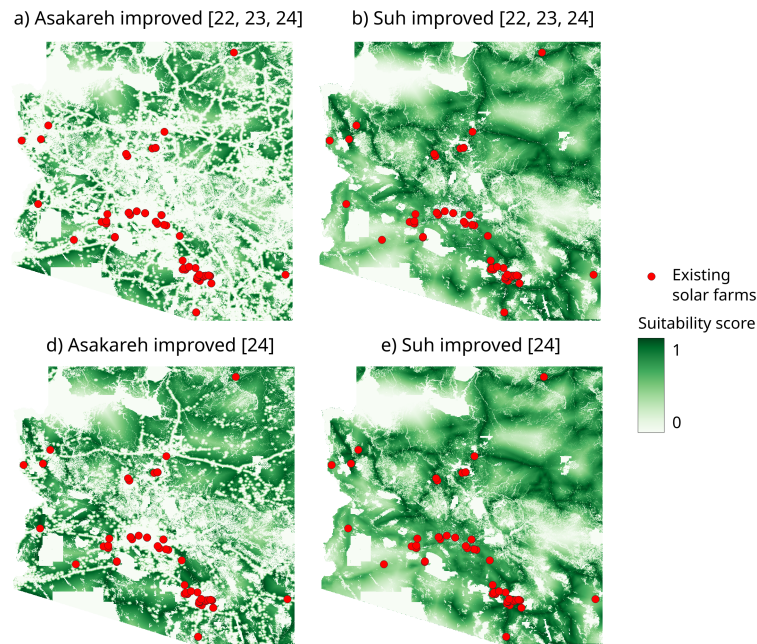 a) Asakareh improved [22, 23, 24]
b) Suh improved [22, 23, 24]
Existing
solar farms
Suitability score
1
0
d) Asakareh improved [24]
e) Suh improved [24]